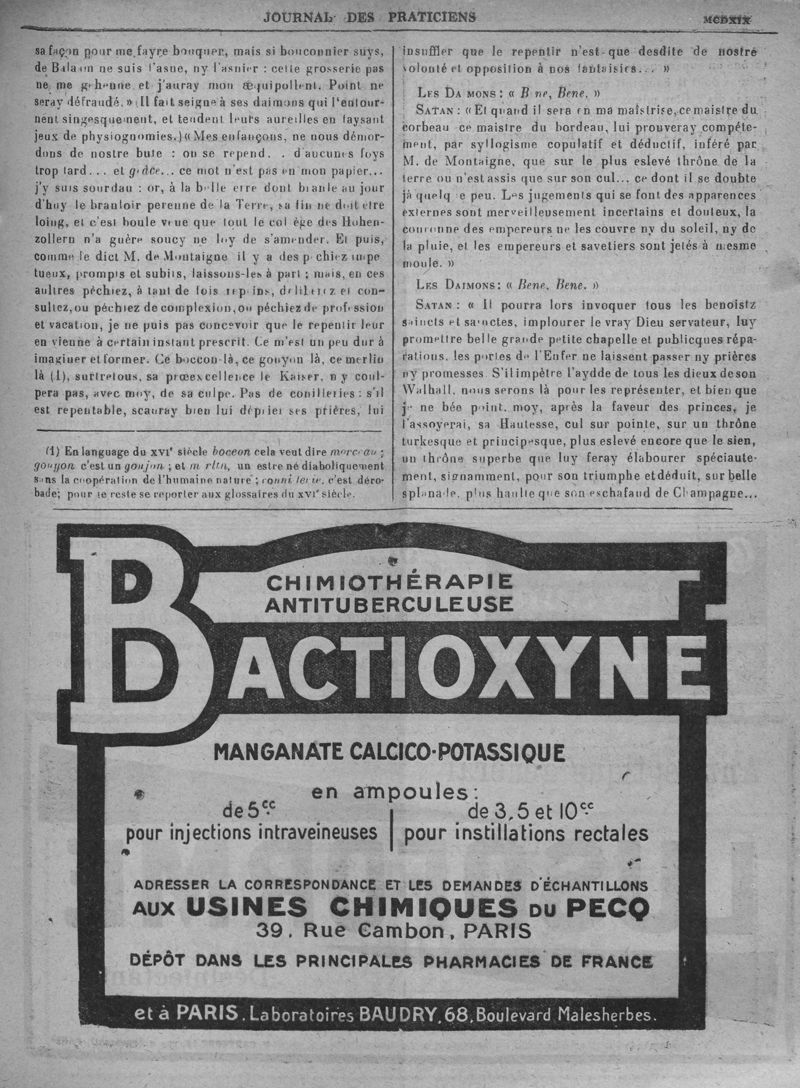 JOURNAL DES PRATICIENS
MCDXIX
sa façon pour me fayre bouquer, mais si bouconnier suys,
de Balaam ne suis l'asne, ny l'asnier : cette grosserie pas
ne me gehenne et j'auray mon æquipollent. Point ne
seray défraudé. » (Il fait seigne à ses daimons qui l'entour-
nent singesquement, et tendent leurs aureilles en faysant
jeux de physiognomies.) « Mes enfançons, ne nous démor-
dons de nostre bute : on se repend. . d'aucunes foys
trop tard... et grâce... ce mot n'est pas en mon papier...
j'y suis sourdau : or, à la belle erre dont branle au jour
d'huy le branloir perenne de la Terre, sa fin ne doit être
loing, et c'est boule veue que tout le collège des Hohen-
zollern n'a guère soucy ne loy de s'amender. Et puis,
comme le dict M. de Montaigne il y a des péchiez impé
tueux, prompts et subits, laissons-les à part ; mais, en ces
aultres péchiez, à tant de fois reprins, délibérez et con-
sultez, ou péchiez de complexion, ou péchiez de profession
et vacation, je ne puis pas concevoir que le repentir leur
en vienne à certain instant prescrit. Ce m'est un peu dur à
imaginer et former. Ce boccon-là, ce gouyon là, ce merlin
là (1), surtretous, sa præexcellence le Kaiser, ny coul-
pera pas, avec moy, de sa culpe. Pas de conilleries : s'il
est repentable, scauray bien lui déprier ses prières, lui
(1) En language du XVIe siècle boccon cela veut dire morceau ;
gouyon c'est un goujon ; et merlin, un estre né diaboliquement
sans la coopération de l'humaine nature ; connilerie, c'est déro-
bade ; pour le reste se reporter aux glossaires du XVIe siècle.
insuffler que le repentir n'est que desdite de nostre
volonté et opposition à nos fantaisies... »
LES DAIMONS : « Bene, Bene. »
SATAN : « Et quand il sera en ma maistrise, ce maistre du
corbeau ce maistre du bordeau, lui prouveray compéte-
ment, par syllogisme copulatif et déductif, inféré par
M. de Montaigne, que sur le plus eslevé thrône de la
terre ou n'est assis que sur son cul... ce dont il se doubte
jà quelque peu. Les jugements qui se font des apparences
externes sont merveilleusement incertains et douteux, la
couronne des empereurs ne les couvre ny du soleil, ny de
la pluie, et les empereurs et savetiers sont jetés à mesme
moule. »
LES DAIMONS : « Bene, Bene. »
SATAN : « Il pourra lors invoquer tous les benoistz
saincts et sainctes, implourer le vray Dieu servateur, luy
promettre belle grande petite chapelle et publicques répa-
rations, les portes de l'Enfer ne laissent passer ny prières
ny promesses. S'il impètre l'aydde de tous les dieux de son
Walhall, nous serons là pour les représenter, et bien que
je ne bée point, moy, après la faveur des princes, je
l'assoyerai, sa Hautesse, cul sur pointe, sur un thrône
turkesque et principesque, plus eslevé encore que le sien,
un thrône superbe que luy feray élabourer spéciaute-
ment, signamment, pour son triumphe et déduit, sur belle
splanade, plus haulte que son eschafaud de Champagne...
CHIMIOTHÉRAPIE
ANTITUBERCULEUSE
BACTIOXYNE
MANGANATE CALCICO-POTASSIQUE
en ampoules :
de 5cc
pour injections intraveineuses
de 3, 5 et 10cc
pour instillations rectales
ADRESSER LA CORRESPONDANCE ET LES DEMANDES D'ÉCHANTILLONS
AUX USINES CHIMIQUES DU PECQ
39, Rue Cambon, PARIS
DÉPÔT DANS LES PRINCIPALES PHARMACIES DE FRANCE
et à PARIS. Laboratoires BAUDRY, 68, Boulevard Malesherbes.